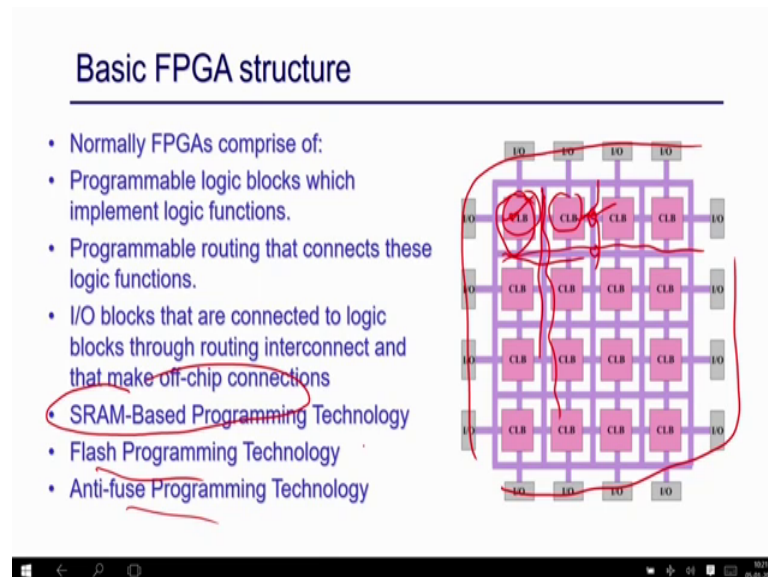 Basic FPGA structure
• Normally FPGAs comprise of:
• Programmable logic blocks which
implement logic functions.
• Programmable routing that connects these
logic functions.
• I/O blocks that are connected to logic
blocks through routing interconnect and
that make off-chip connections
• SRAM-Based Programming Technology
• Flash Programming Technology
• Anti-fuse Programming Technology
I/O I/O I/O I/O
I/O CLB CLB CLB CLB I/O
I/O CLB CLB CLB CLB I/O
I/O CLB CLB CLB CLB I/O
I/O CLB CLB CLB CLB I/O
I/O I/O I/O I/O